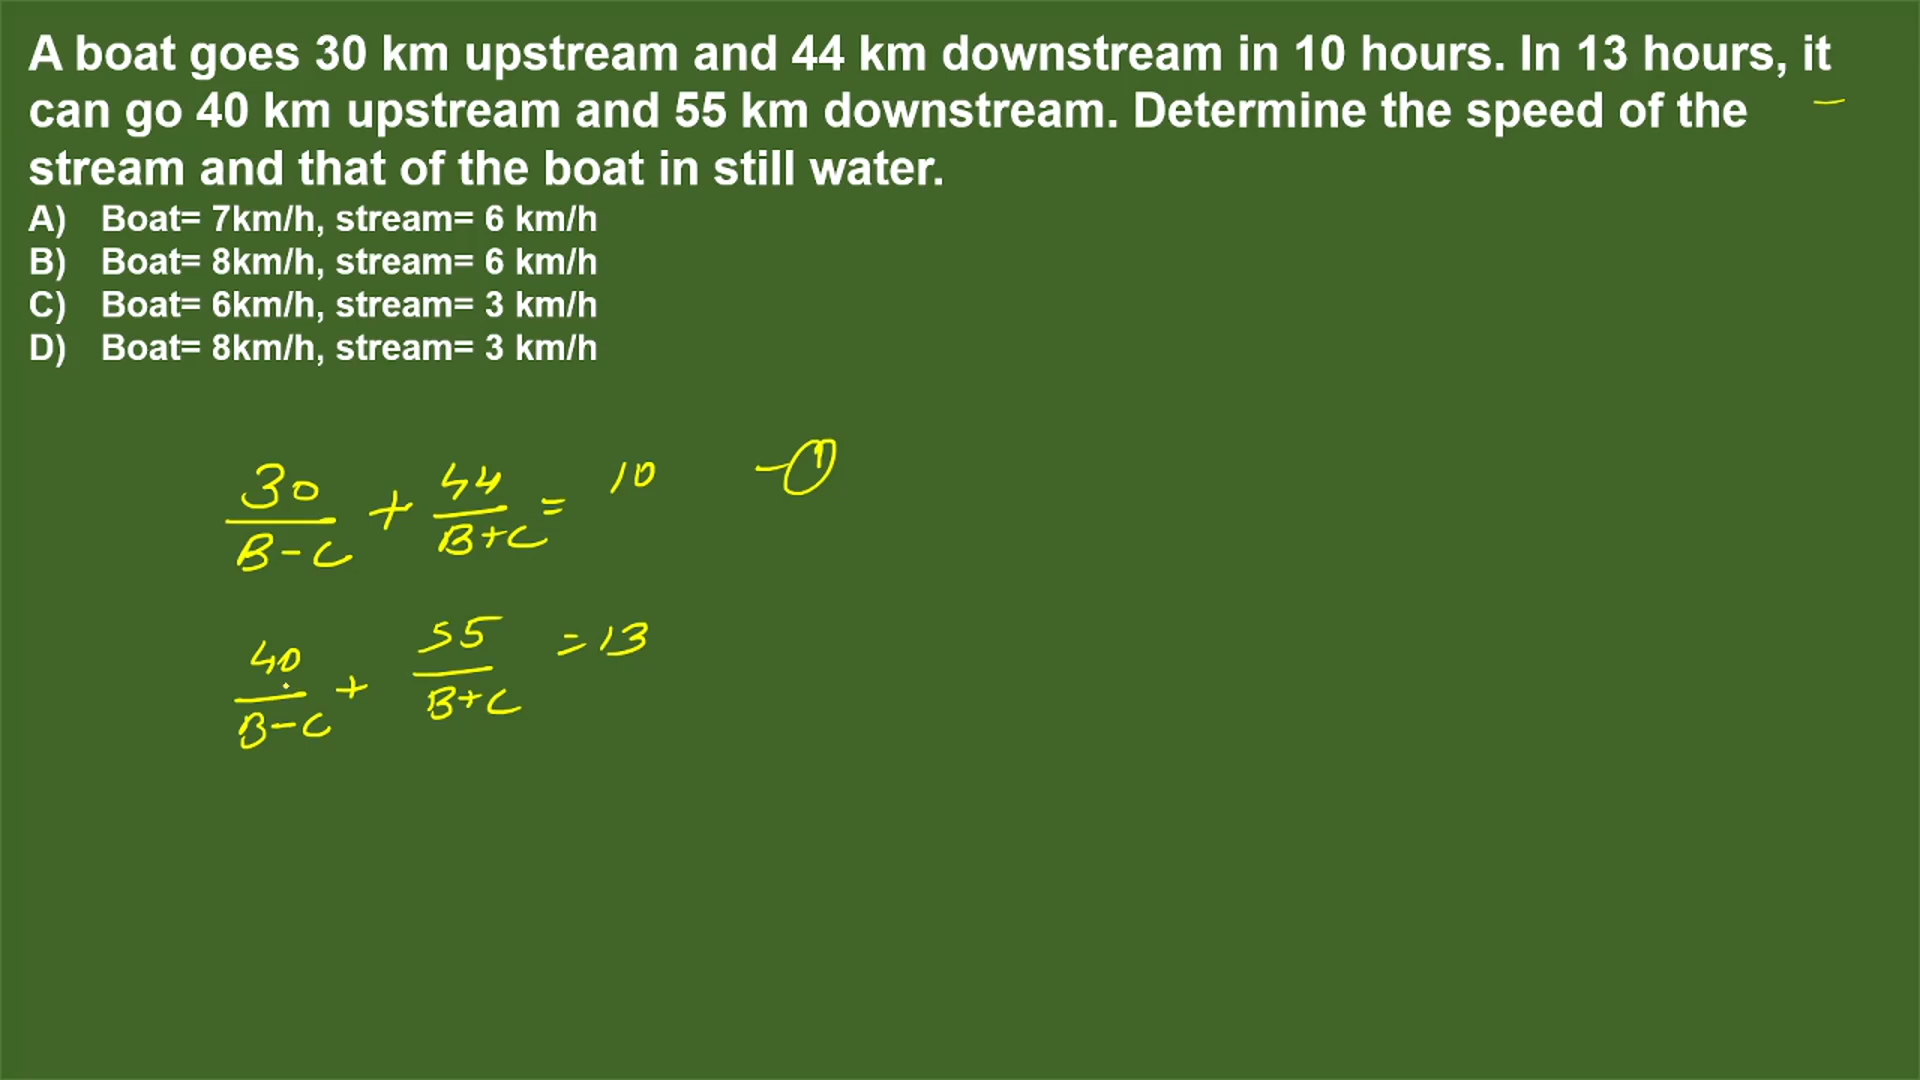 A boat goes 30 km upstream and 44 km downstream in 10 hours. In 13 hours, it
can go 40 km upstream and 55 km downstream. Determine the speed of the
stream and that of the boat in still water.
A) Boat= 7km/h, stream= 6 km/h
B) Boat= 8km/h, stream= 6 km/h
C) Boat= 6km/h, stream= 3 km/h
D) Boat= 8km/h, stream= 3 km/h
30/B-C + 44/B+C = 10 -①
40/B-C + 55/B+C = 13